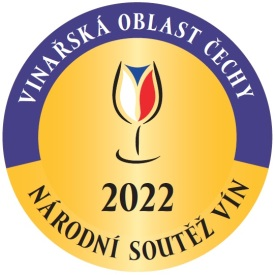 VINAŘSKÁ OBLAST ČECHY
2022
NÁRODNÍ SOUTĚŽ VÍN